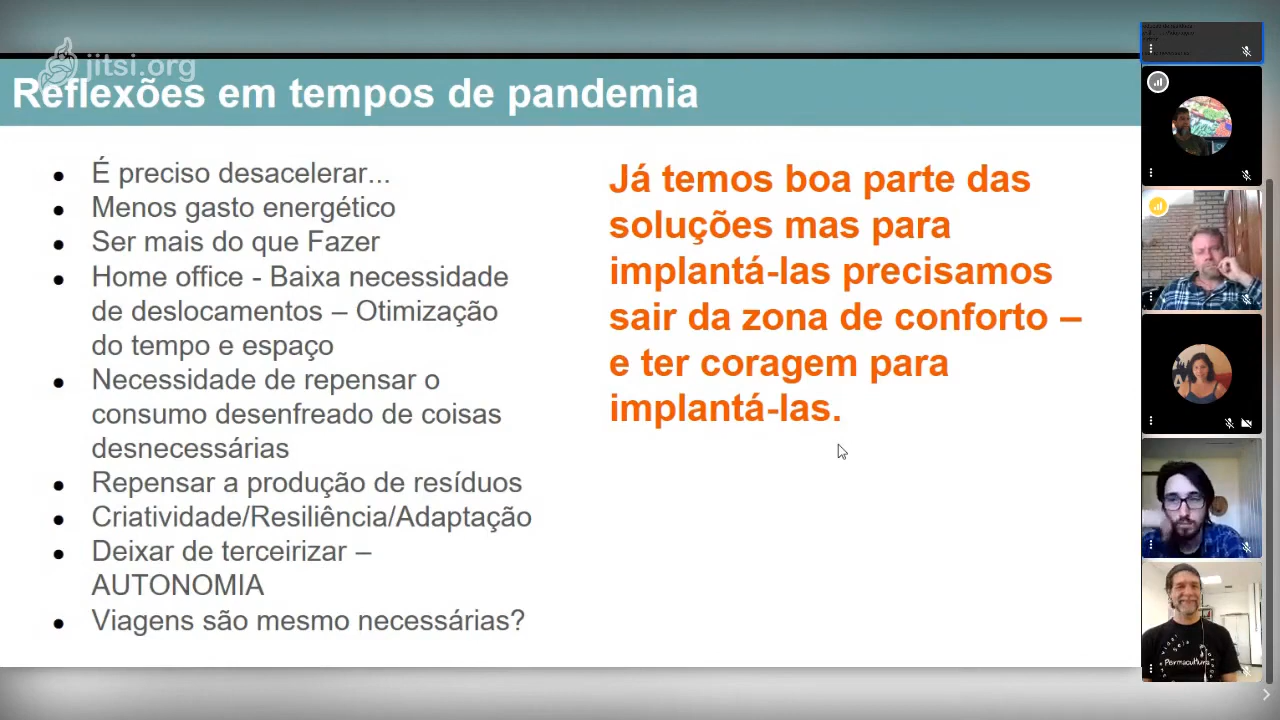 jitsi.org
Reflexões em tempos de pandemia
É preciso desacelerar...
Menos gasto energético
Ser mais do que Fazer
Home office - Baixa necessidade
de deslocamentos – Otimização
do tempo e espaço
Necessidade de repensar o
consumo desenfreado de coisas
desnecessárias
Repensar a produção de resíduos
Criatividade/Resiliência/Adaptação
Deixar de terceirizar –
AUTONOMIA
Viagens são mesmo necessárias?
Já temos boa parte das
soluções mas para
implantá-las precisamos
sair da zona de conforto –
e ter coragem para
implantá-las.
Seja
Permacultura